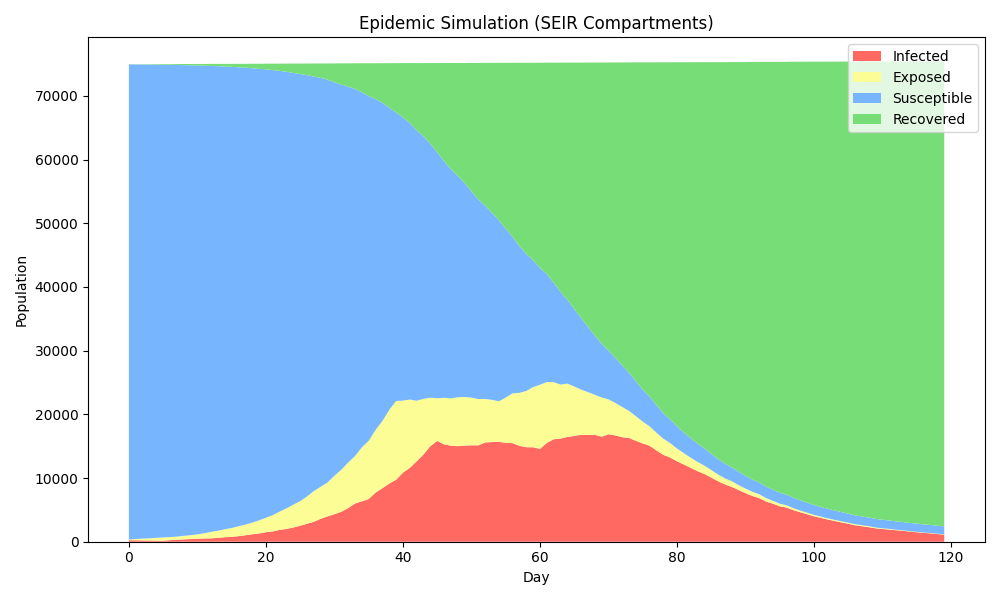 Epidemic Simulation (SEIR Compartments)
Infected
Exposed
Susceptible
Recovered
Population
70000
60000
50000
40000
30000
20000
10000
0
0 20 40 60 80 100 120
Day